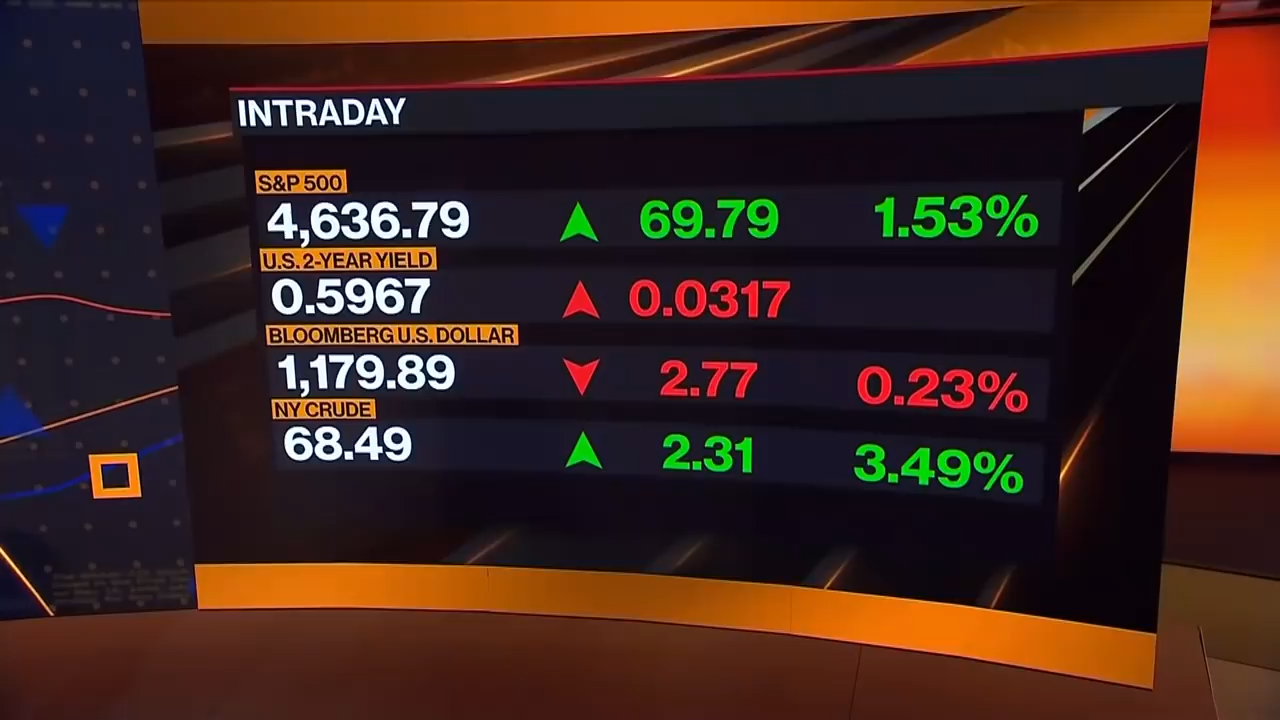 INTRADAY
S&P 500
4,636.79 ▲ 69.79 1.53%
U.S. 2-YEAR YIELD
0.5967 ▲ 0.0317
BLOOMBERG U.S. DOLLAR
1,179.89 ▼ 2.77 0.23%
NY CRUDE
68.49 ▲ 2.31 3.49%